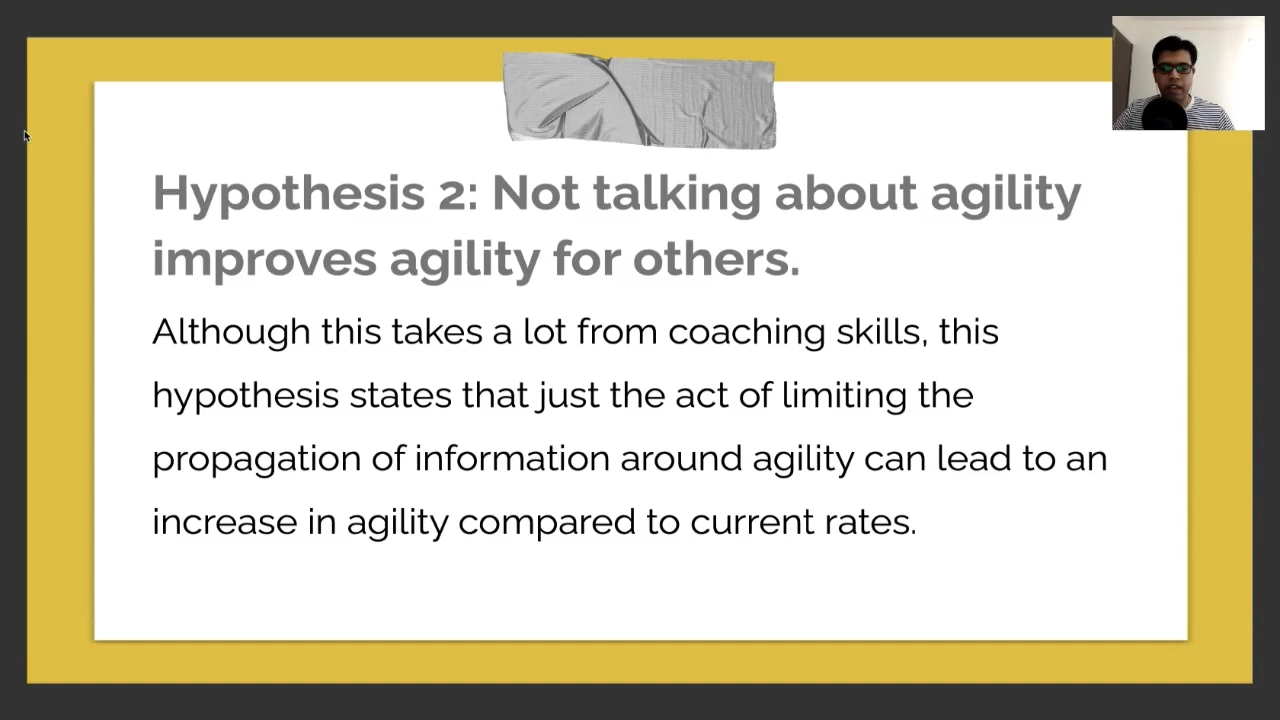 Hypothesis 2: Not talking about agility
improves agility for others.
Although this takes a lot from coaching skills, this
hypothesis states that just the act of limiting the
propagation of information around agility can lead to an
increase in agility compared to current rates.